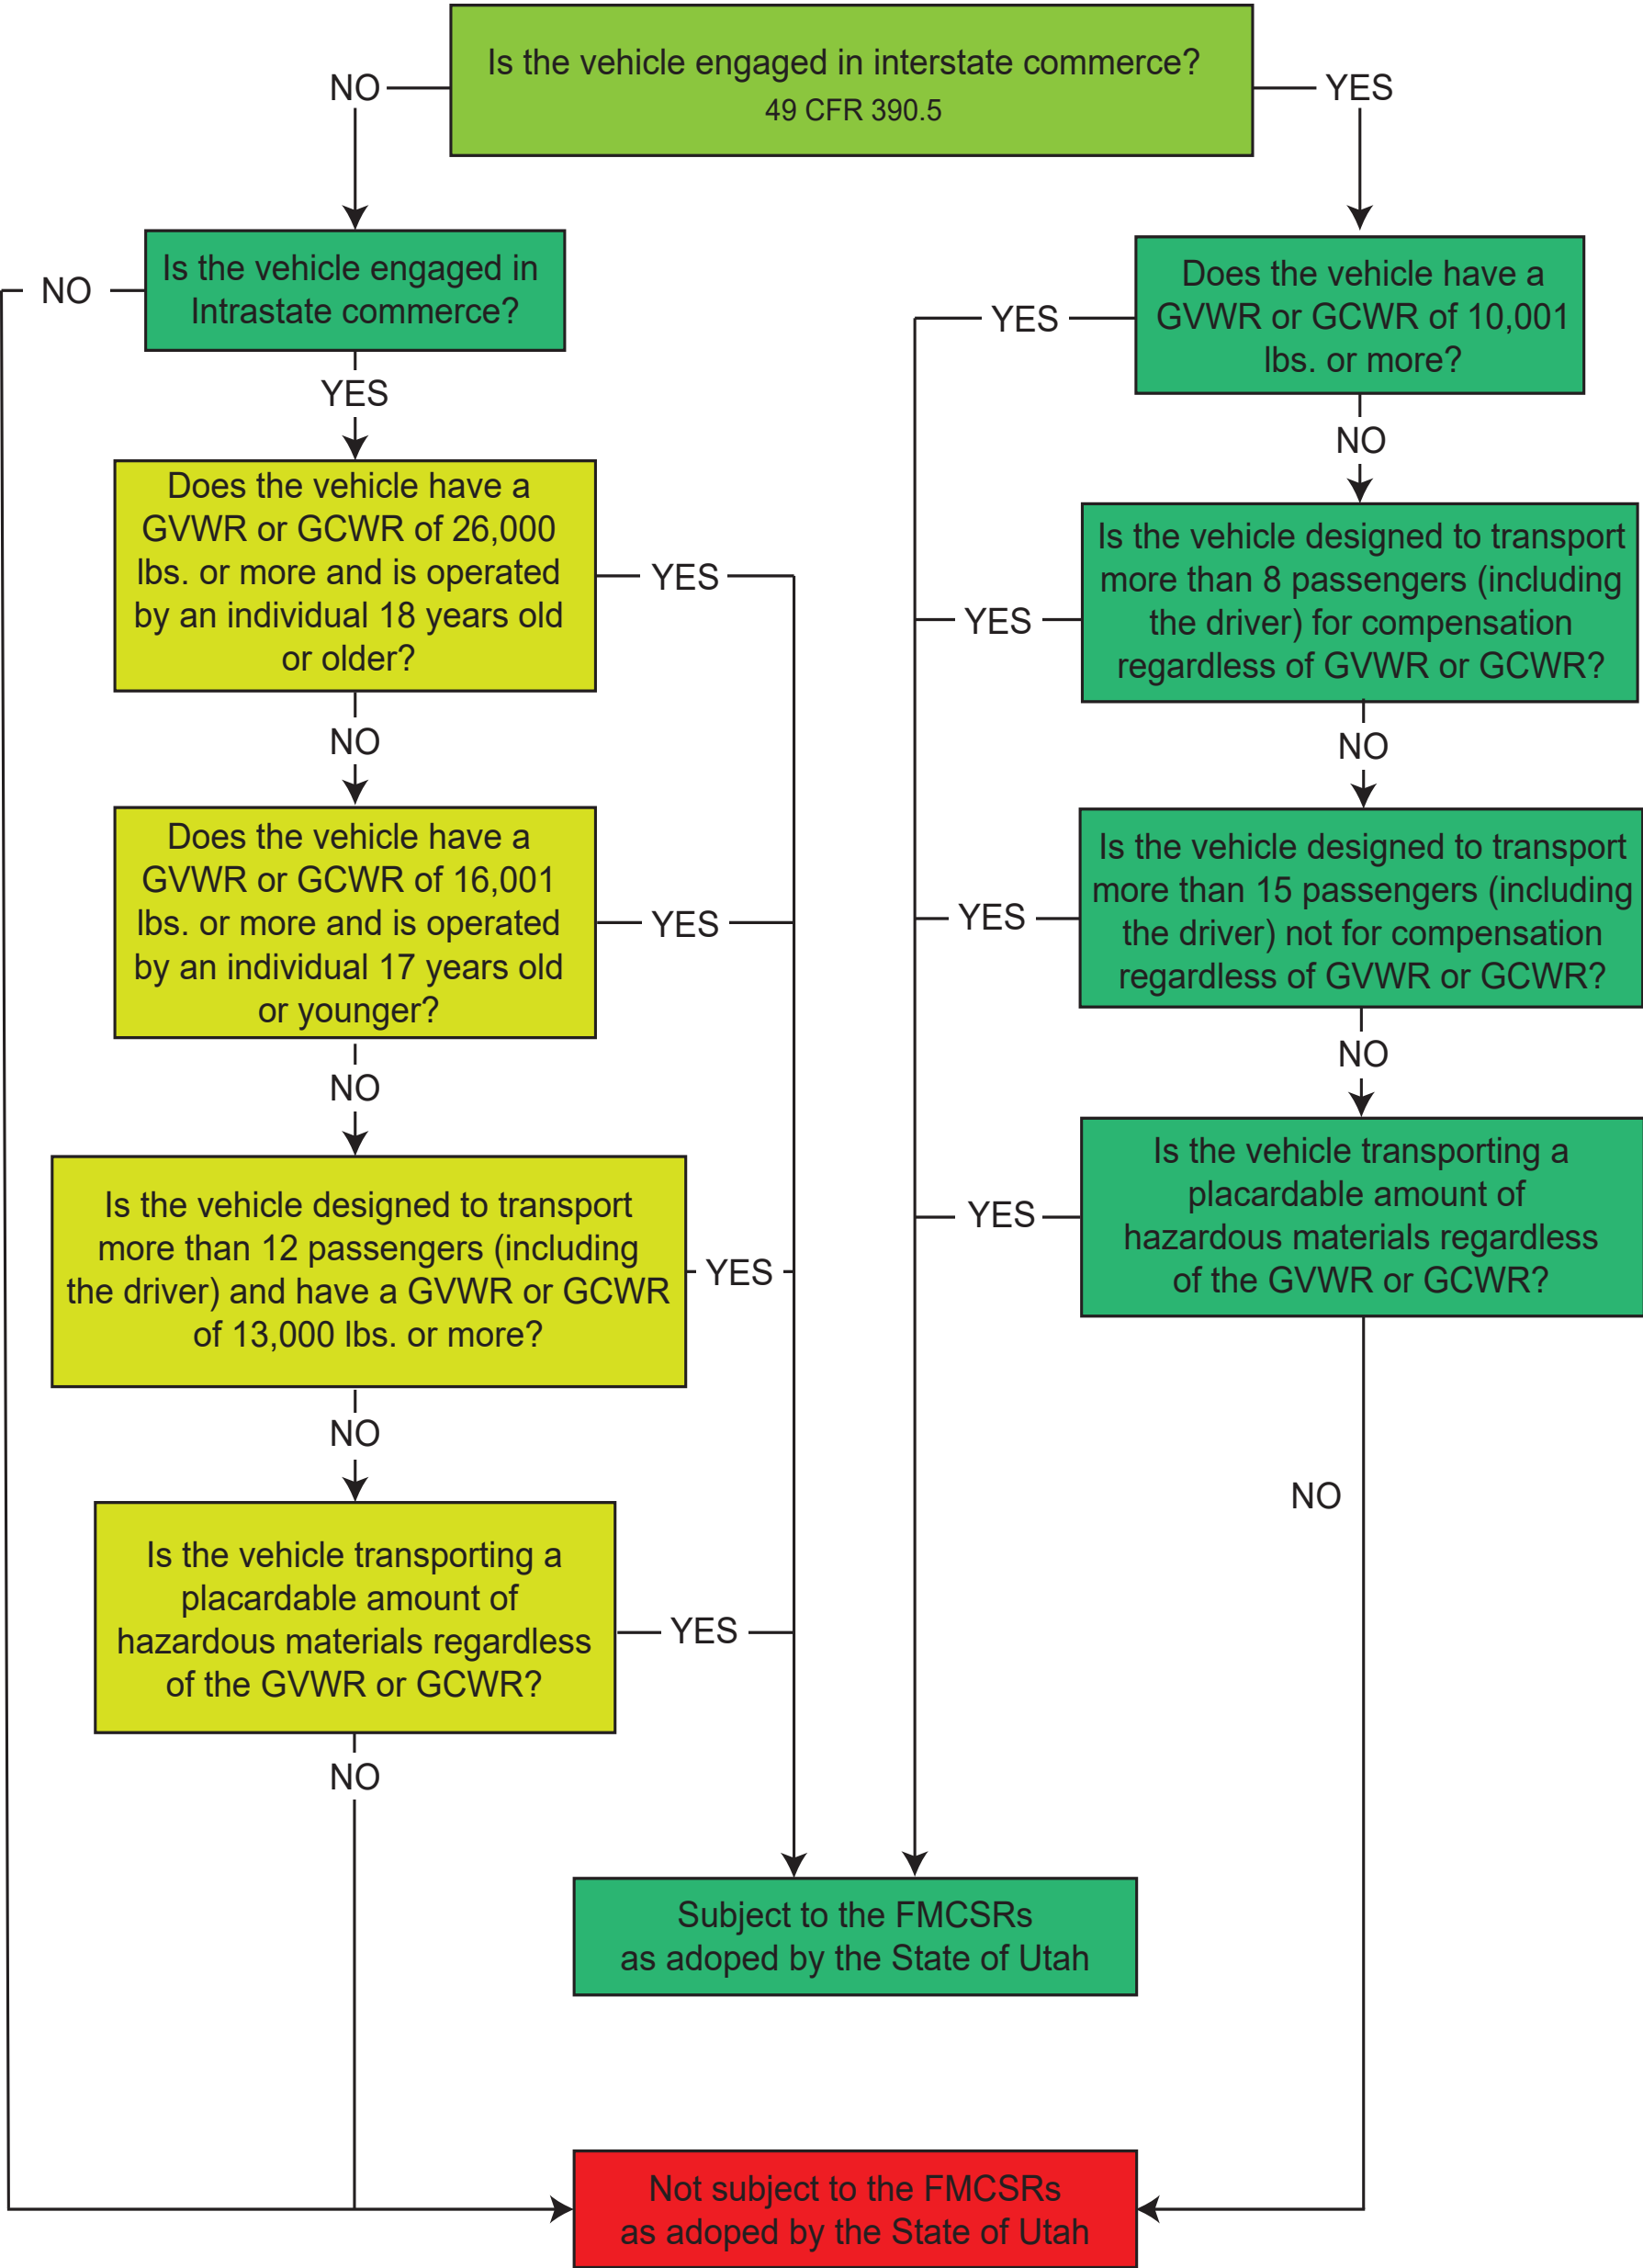 Is the vehicle engaged in interstate commerce?
49 CFR 390.5
NO
YES
Is the vehicle engaged in
Intrastate commerce?
NO
YES
Does the vehicle have a
GVWR or GCWR of 26,000
lbs. or more and is operated
by an individual 18 years old
or older?
YES
NO
Does the vehicle have a
GVWR or GCWR of 16,001
lbs. or more and is operated
by an individual 17 years old
or younger?
YES
NO
Is the vehicle designed to transport
more than 12 passengers (including
the driver) and have a GVWR or GCWR
of 13,000 lbs. or more?
YES
NO
Is the vehicle transporting a
placardable amount of
hazardous materials regardless
of the GVWR or GCWR?
YES
NO
Does the vehicle have a
GVWR or GCWR of 10,001
lbs. or more?
YES
NO
Is the vehicle designed to transport
more than 8 passengers (including
the driver) for compensation
regardless of GVWR or GCWR?
YES
NO
Is the vehicle designed to transport
more than 15 passengers (including
the driver) not for compensation
regardless of GVWR or GCWR?
YES
NO
Is the vehicle transporting a
placardable amount of
hazardous materials regardless
of the GVWR or GCWR?
YES
NO
Subject to the FMCSRs
as adoped by the State of Utah
Not subject to the FMCSRs
as adoped by the State of Utah